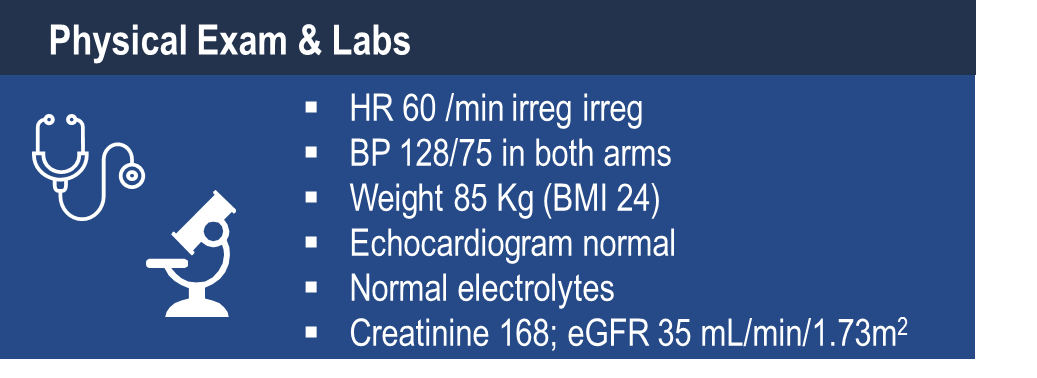 Physical Exam & Labs
▪ HR 60 /min irreg irreg
▪ BP 128/75 in both arms
▪ Weight 85 Kg (BMI 24)
▪ Echocardiogram normal
▪ Normal electrolytes
▪ Creatinine 168; eGFR 35 mL/min/1.73m²